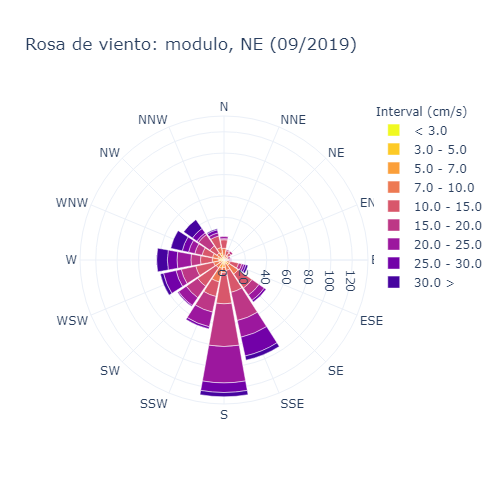 Rosa de viento: modulo, NE (09/2019)
N
NNE
NE
EN
E
ESE
SE
SSE
S
SSW
SW
WSW
W
WNW
NW
NNW
0
20
40
60
80
100
120
Interval (cm/s)
< 3.0
3.0 - 5.0
5.0 - 7.0
7.0 - 10.0
10.0 - 15.0
15.0 - 20.0
20.0 - 25.0
25.0 - 30.0
30.0 >